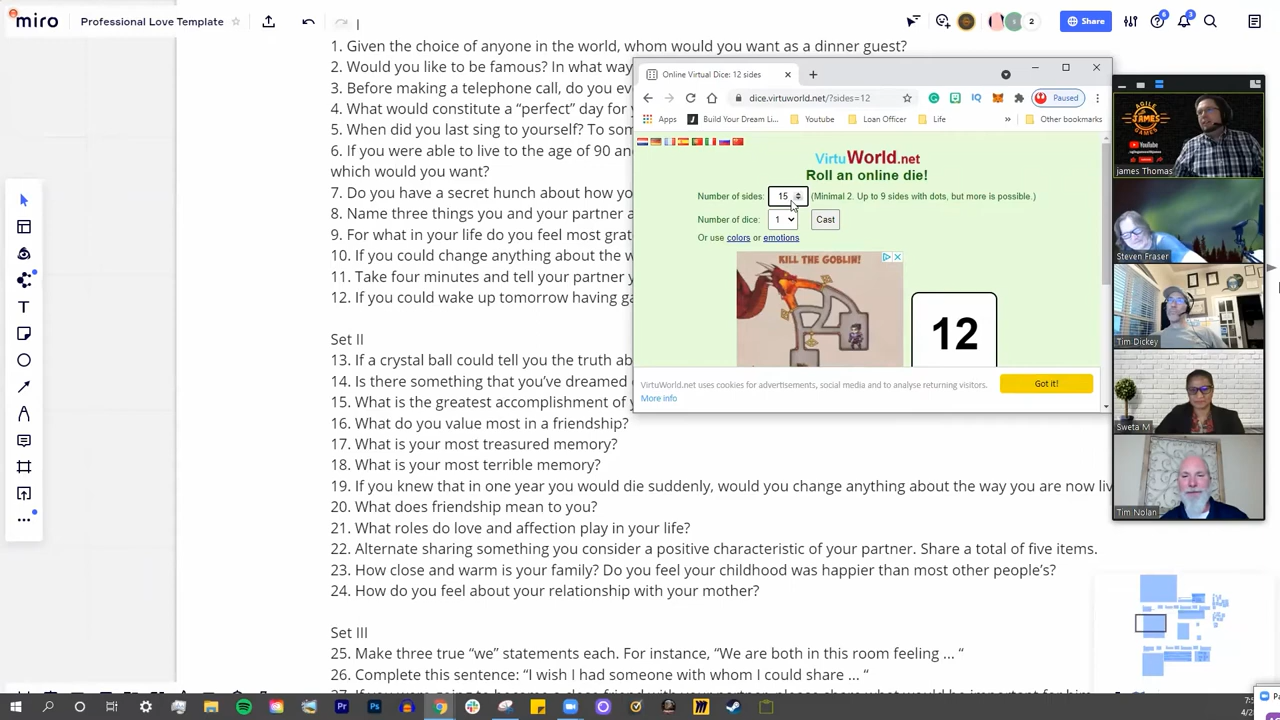 miro
Professional Love Template
2
Share
6
3
1. Given the choice of anyone in the world, whom would you want as a dinner guest?
2. Would you like to be famous? In what way
3. Before making a telephone call, do you ev
4. What would constitute a “perfect” day for
5. When did you last sing to yourself? To som
6. If you were able to live to the age of 90 and
which would you want?
7. Do you have a secret hunch about how yo
8. Name three things you and your partner a
9. For what in your life do you feel most grat
10. If you could change anything about the w
11. Take four minutes and tell your partner y
12. If you could wake up tomorrow having ga
Set II
13. If a crystal ball could tell you the truth ab
14. Is there something that you’ve dreamed
15. What is the greatest accomplishment of y
16. What do you value most in a friendship?
17. What is your most treasured memory?
18. What is your most terrible memory?
19. If you knew that in one year you would die suddenly, would you change anything about the way you are now liv
20. What does friendship mean to you?
21. What roles do love and affection play in your life?
22. Alternate sharing something you consider a positive characteristic of your partner. Share a total of five items.
23. How close and warm is your family? Do you feel your childhood was happier than most other people’s?
24. How do you feel about your relationship with your mother?
Set III
25. Make three true “we” statements each. For instance, “We are both in this room feeling ... “
26. Complete this sentence: “I wish I had someone with whom I could share ... “
Online Virtual Dice: 12 sides
dice.virtuworld.net/?sides=12
Paused
Apps
Build Your Dream Li...
Youtube
Loan Officer
Life
»
Other bookmarks
VirtuWorld.net
Roll an online die!
Number of sides: 15 (Minimal 2. Up to 9 sides with dots, but more is possible.)
Number of dice: 1 Cast
Or use colors or emotions
KILL THE GOBLIN!
12
VirtuWorld.net uses cookies for advertisements, social media and to analyse returning visitors.
More info
Got it!
AGILE
JAMES
GAMES
YouTube
james Thomas
Steven Fraser
Tim Dickey
Sweta M
Tim Nolan